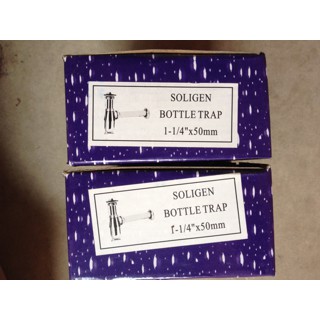 SOLIGEN
BOTTLE TRAP
1-1/4"x50mm
SOLIGEN
BOTTLE TRAP
1-1/4"x50mm